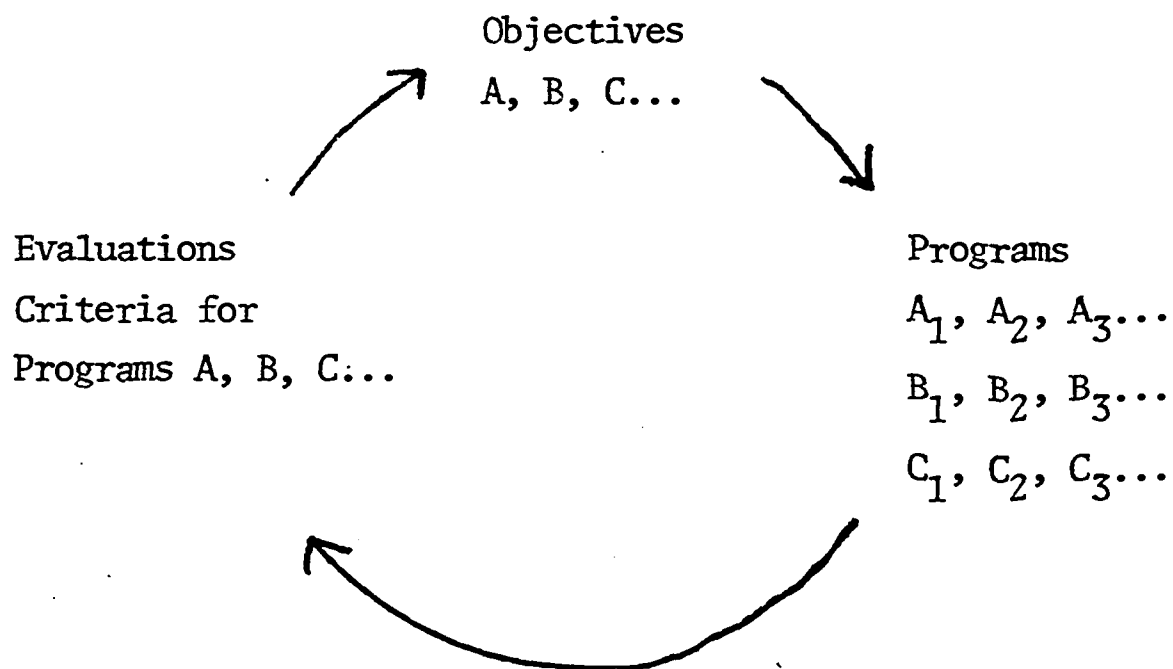 Objectives
A, B, C...
Evaluations
Criteria for
Programs A, B, C...
Programs
A₁, A₂, A₃...
B₁, B₂, B₃...
C₁, C₂, C₃...